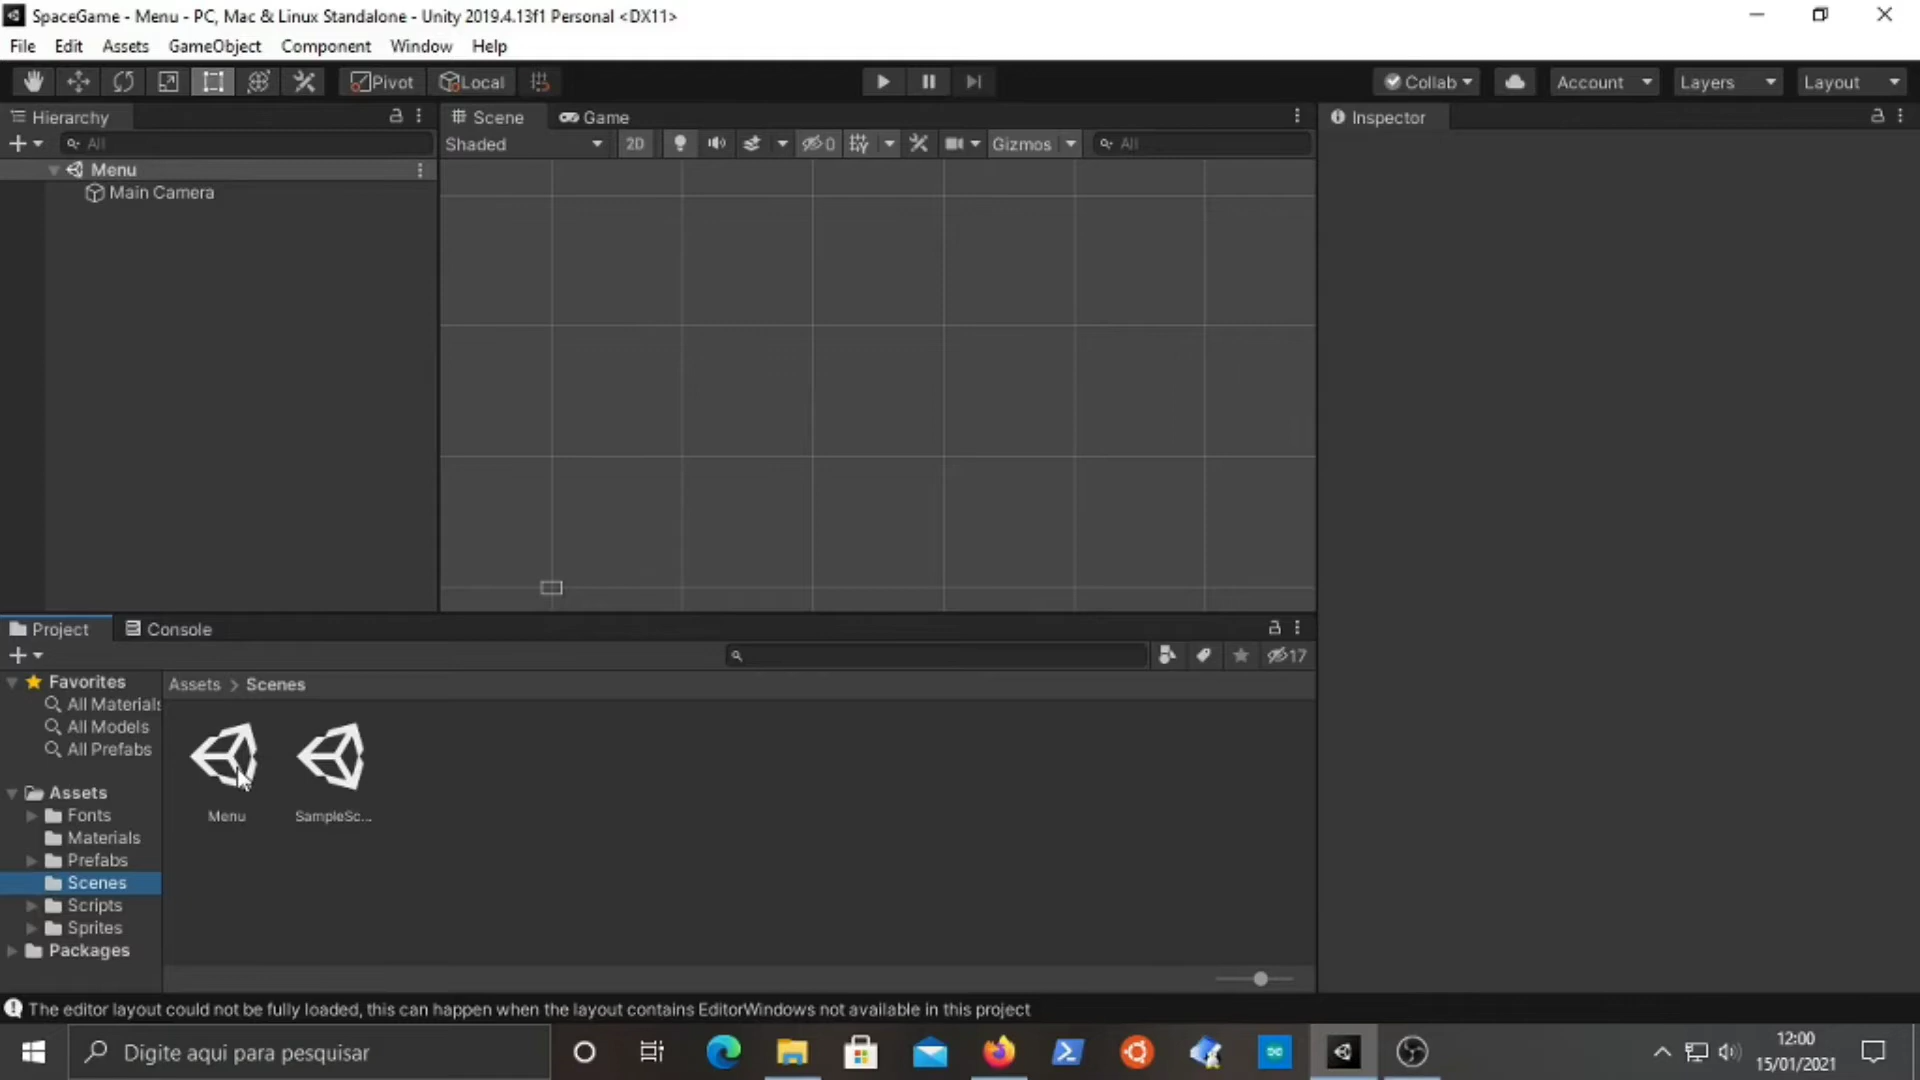 SpaceGame - Menu - PC, Mac & Linux Standalone - Unity 2019.4.13f1 Personal <DX11>
File Edit Assets GameObject Component Window Help
Pivot Local Collab Account Layers Layout
Hierarchy
All
Menu
Main Camera
Scene Game
Shaded 2D 0 Gizmos All
Inspector
Project Console
17
Favorites
All Materials
All Models
All Prefabs
Assets
Fonts
Materials
Prefabs
Scenes
Scripts
Sprites
Packages
Assets > Scenes
Menu SampleSc...
The editor layout could not be fully loaded, this can happen when the layout contains EditorWindows not available in this project
Digite aqui para pesquisar
12:00
15/01/2021